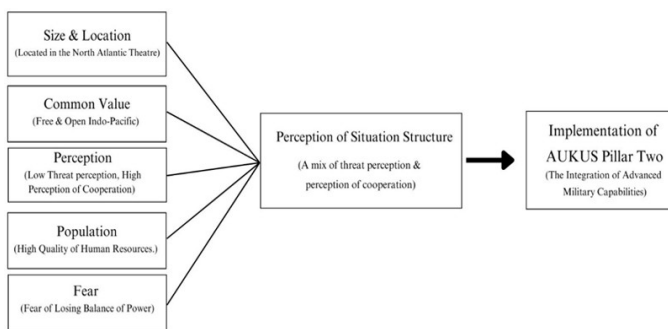 Size & Location
(Located in the North Atlantic Theatre)
Common Value
(Free & Open Indo-Pacific)
Perception
(Low Threat perception, High
Perception of Cooperation)
Population
(High Quality of Human Resources.)
Fear
(Fear of Losing Balance of Power)
Perception of Situation Structure
(A mix of threat perception &
perception of cooperation)
Implementation of
AUKUS Pillar Two
(The Integration of Advanced
Military Capabilities)